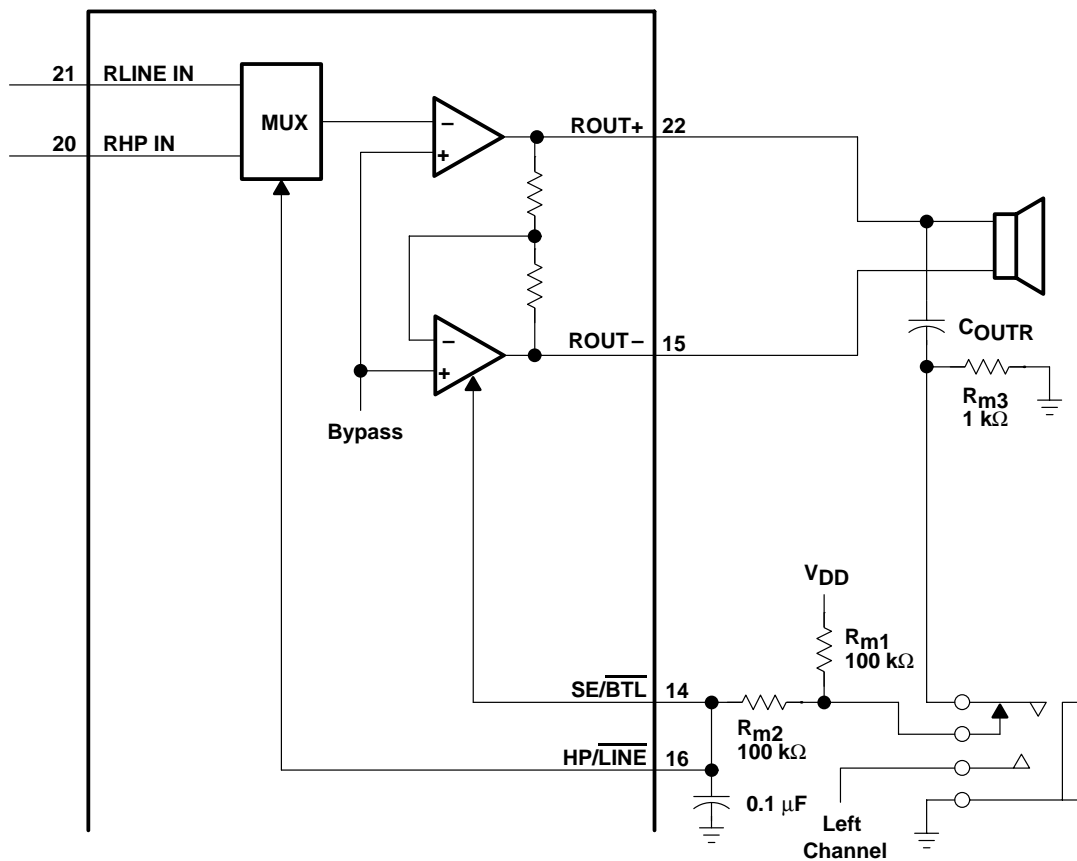 21 RLINE IN
MUX
20 RHP IN
−
+
ROUT+ 22
−
+
ROUT− 15
Bypass
COUTR
Rm3
1 kΩ
VDD
Rm1
100 kΩ
SE/BTL 14
Rm2
100 kΩ
HP/LINE 16
0.1 μF
Left
Channel